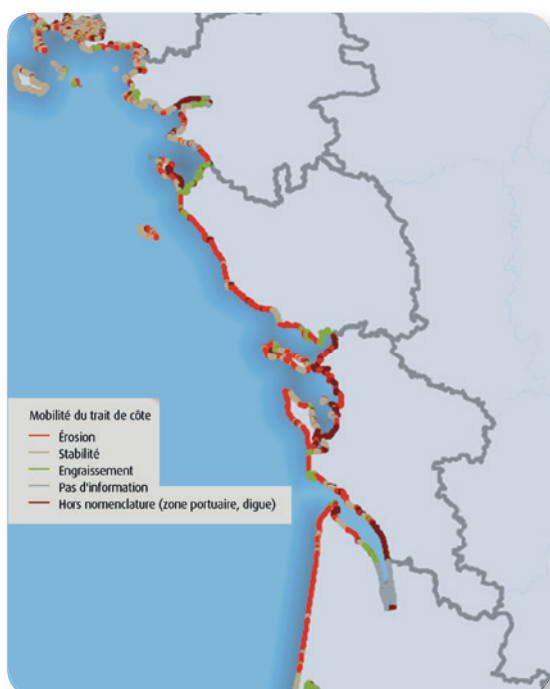 Mobilité du trait de côte
Érosion
Stabilité
Engraissement
Pas d'information
Hors nomenclature (zone portuaire, digue)